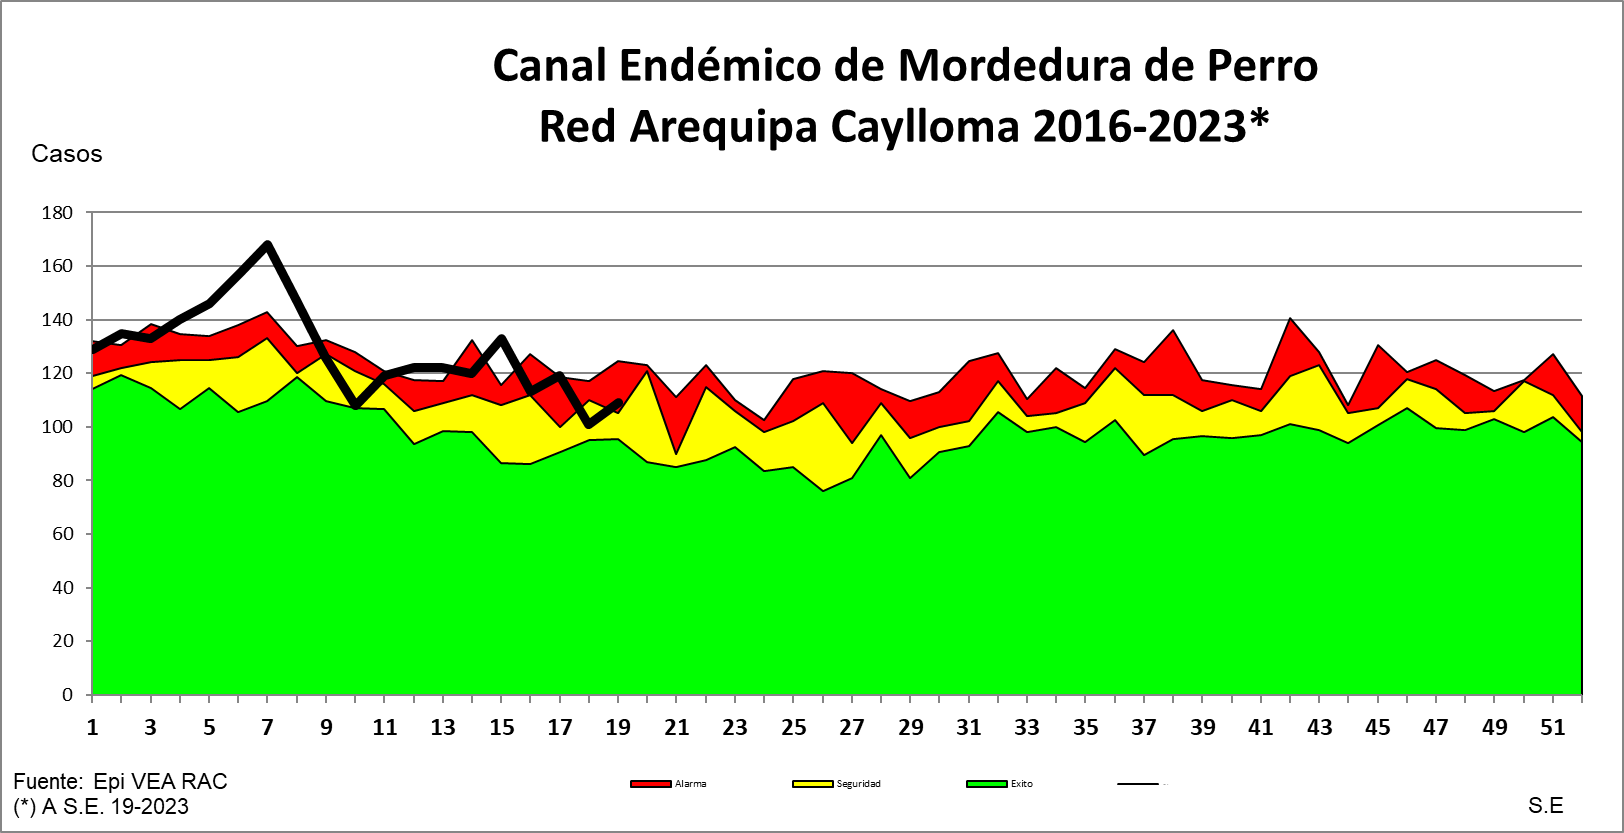 Canal Endémico de Mordedura de Perro
Red Arequipa Caylloma 2016-2023*
Casos
180
160
140
120
100
80
60
40
20
0
1 3 5 7 9 11 13 15 17 19 21 23 25 27 29 31 33 35 37 39 41 43 45 47 49 51
Fuente: Epi VEA RAC
(*) A S.E. 19-2023
Alarma Seguridad Exito
S.E